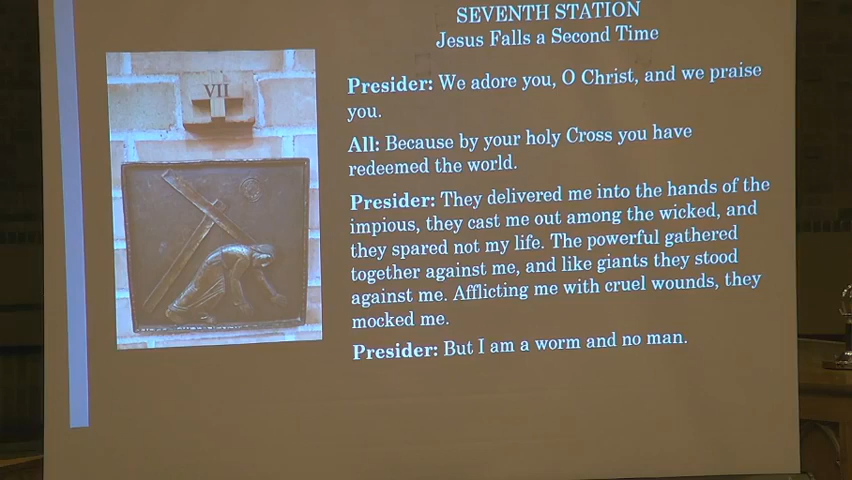 SEVENTH STATION
Jesus Falls a Second Time
VII
Presider: We adore you, O Christ, and we praise
you.
All: Because by your holy Cross you have
redeemed the world.
Presider: They delivered me into the hands of the
impious, they cast me out among the wicked, and
they spared not my life. The powerful gathered
together against me, and like giants they stood
against me. Afflicting me with cruel wounds, they
mocked me.
Presider: But I am a worm and no man.